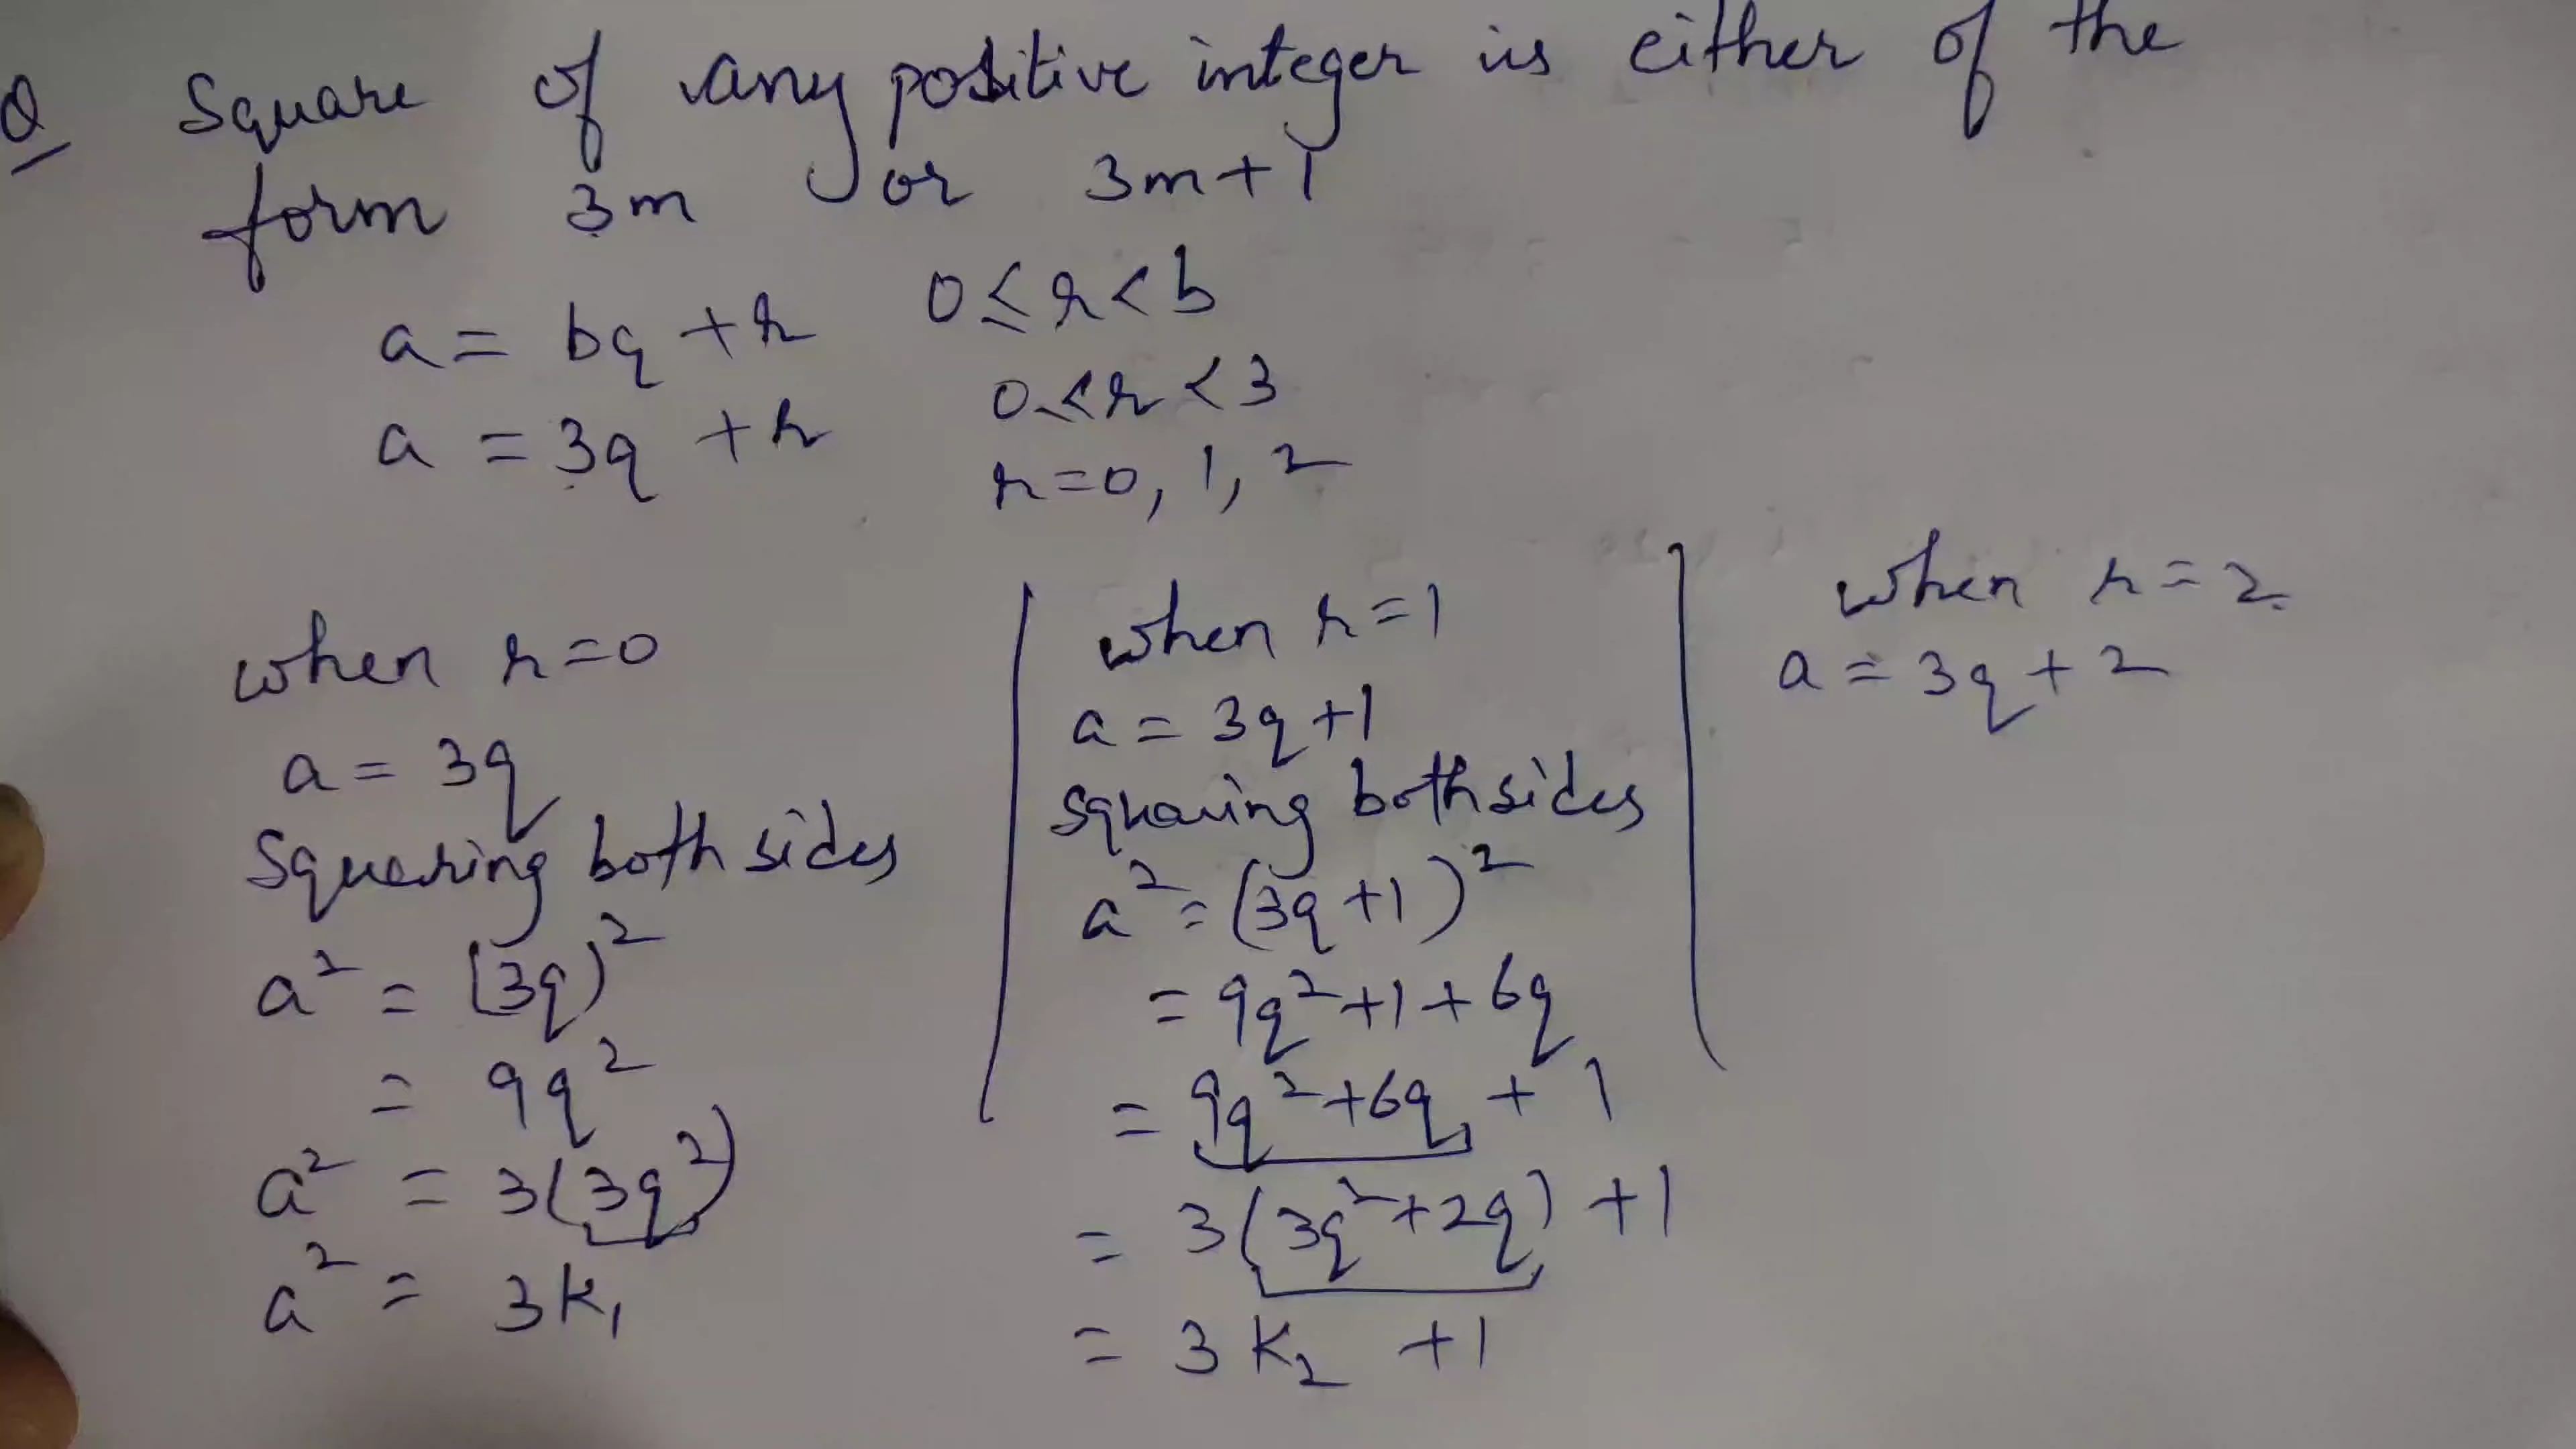 Q Square of any positive integer is either of the
form 3m or 3m+1
a = bq + r 0 ≤ r < b
a = 3q + r 0 ≤ r < 3
r = 0, 1, 2
when r = 0
a = 3q
Squaring both sides
a² = (3q)²
= 9q²
a² = 3(3q²)
a² = 3k₁
when r = 1
a = 3q + 1
Squaring both sides
a² = (3q + 1)²
= 9q² + 1 + 6q
= 9q² + 6q + 1
= 3(3q² + 2q) + 1
= 3k₂ + 1
when r = 2
a = 3q + 2